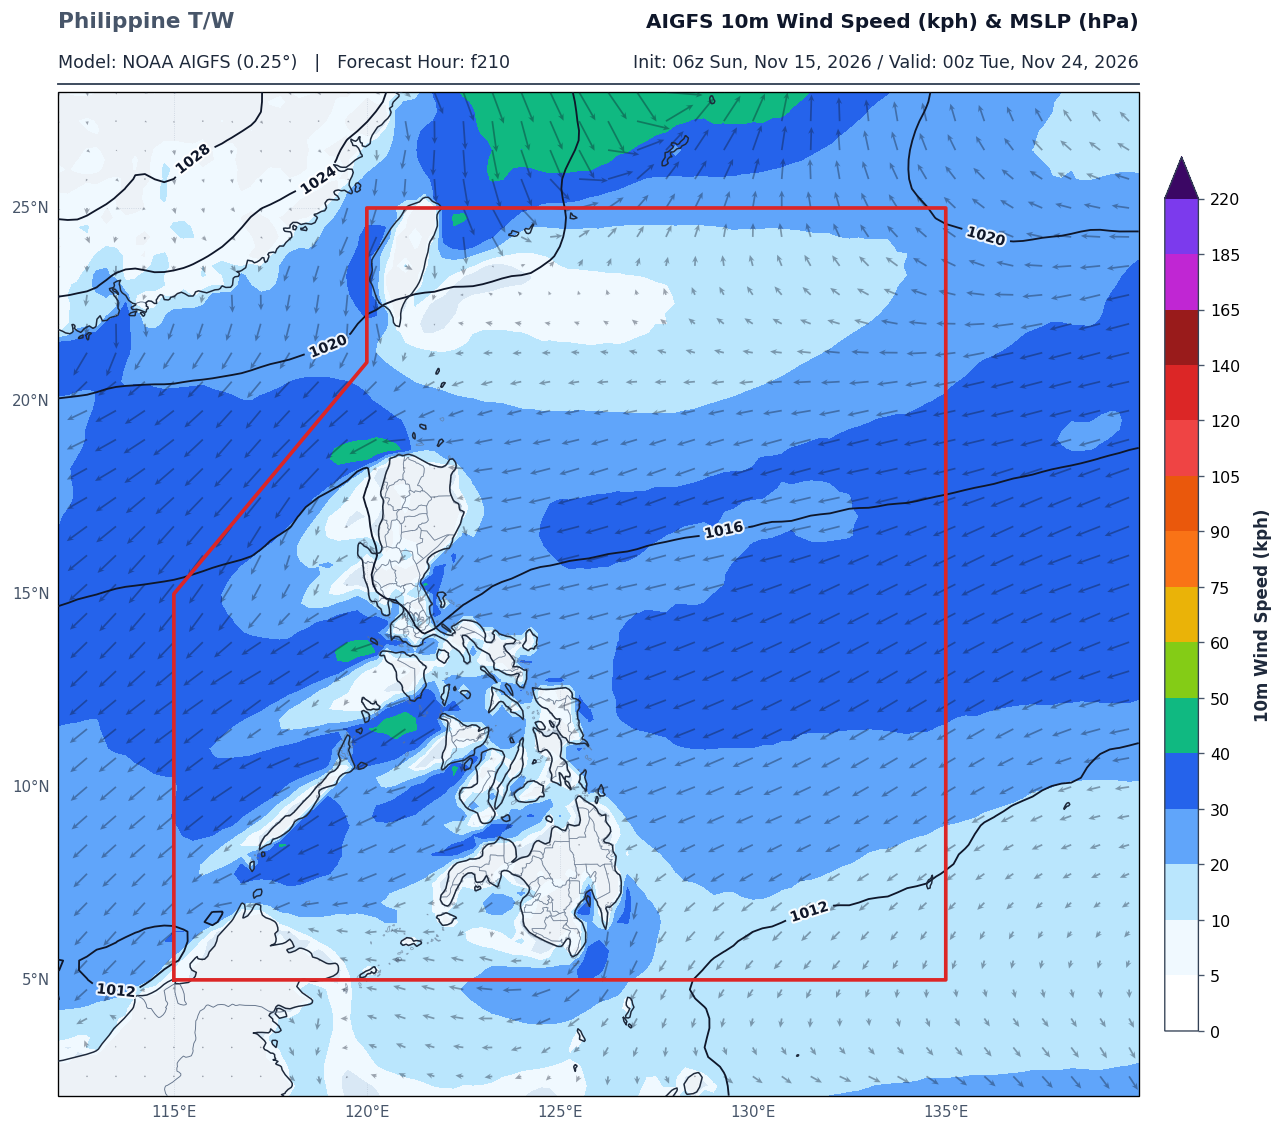 Philippine T/W
AIGFS 10m Wind Speed (kph) & MSLP (hPa)
Model: NOAA AIGFS (0.25°) | Forecast Hour: f210
Init: 06z Sun, Nov 15, 2026 / Valid: 00z Tue, Nov 24, 2026
1028
1024
1020
1020
1016
1012
1012
25°N
20°N
15°N
10°N
5°N
115°E
120°E
125°E
130°E
135°E
220
185
165
140
120
105
90
75
60
50
40
30
20
10
5
0
10m Wind Speed (kph)